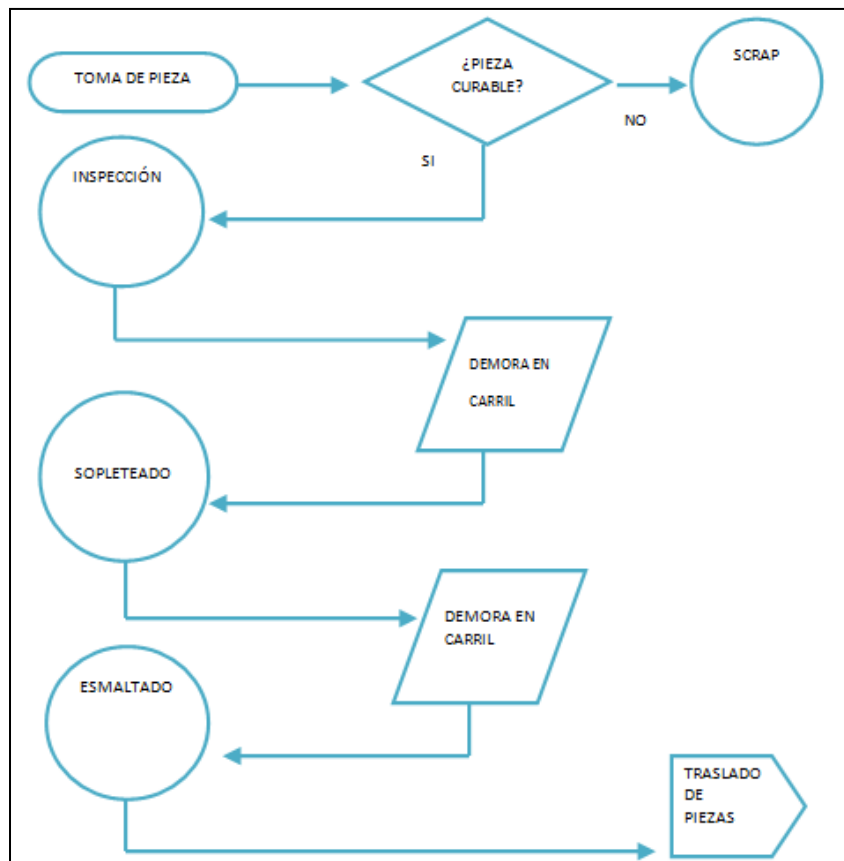 TOMA DE PIEZA
¿PIEZA
CURABLE?
SCRAP
NO
SI
INSPECCIÓN
DEMORA EN
CARRIL
SOPLETEADO
DEMORA EN
CARRIL
ESMALTADO
TRASLADO
DE
PIEZAS